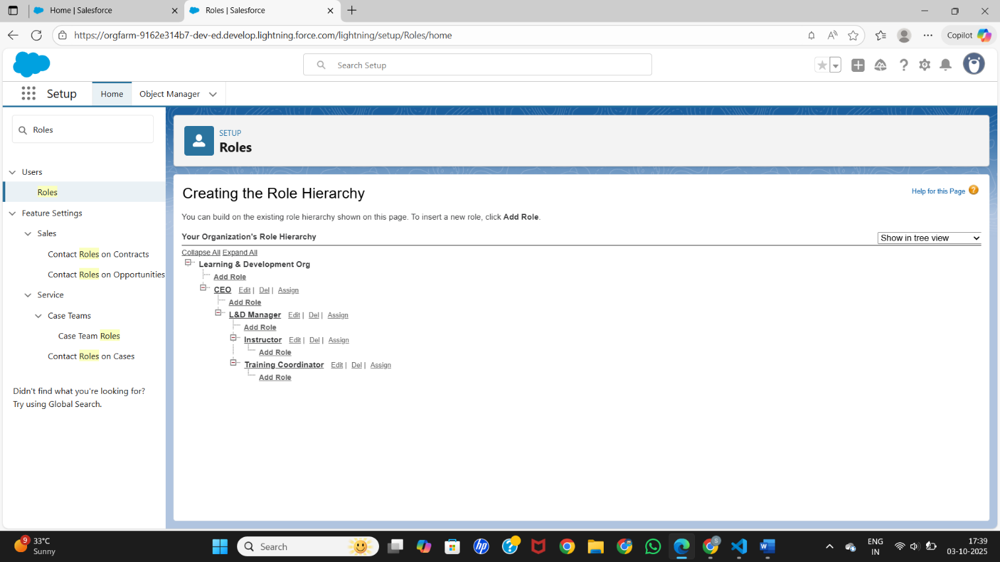 Home | Salesforce
Roles | Salesforce
https://orgfarm-9162e314b7-dev-ed.develop.lightning.force.com/lightning/setup/Roles/home
Copilot
Search Setup
Setup
Home
Object Manager
Roles
Users
Roles
Feature Settings
Sales
Contact Roles on Contracts
Contact Roles on Opportunities
Service
Case Teams
Case Team Roles
Contact Roles on Cases
Didn't find what you're looking for?
Try using Global Search.
SETUP
Roles
Creating the Role Hierarchy
Help for this Page ?
You can build on the existing role hierarchy shown on this page. To insert a new role, click Add Role.
Your Organization's Role Hierarchy
Show in tree view
Collapse All Expand All
Learning & Development Org
Add Role
CEO Edit | Del | Assign
Add Role
L&D Manager Edit | Del | Assign
Add Role
Instructor Edit | Del | Assign
Add Role
Training Coordinator Edit | Del | Assign
Add Role
9
33°C
Sunny
Search
hp
S
W
ENG
IN
17:39
03-10-2025